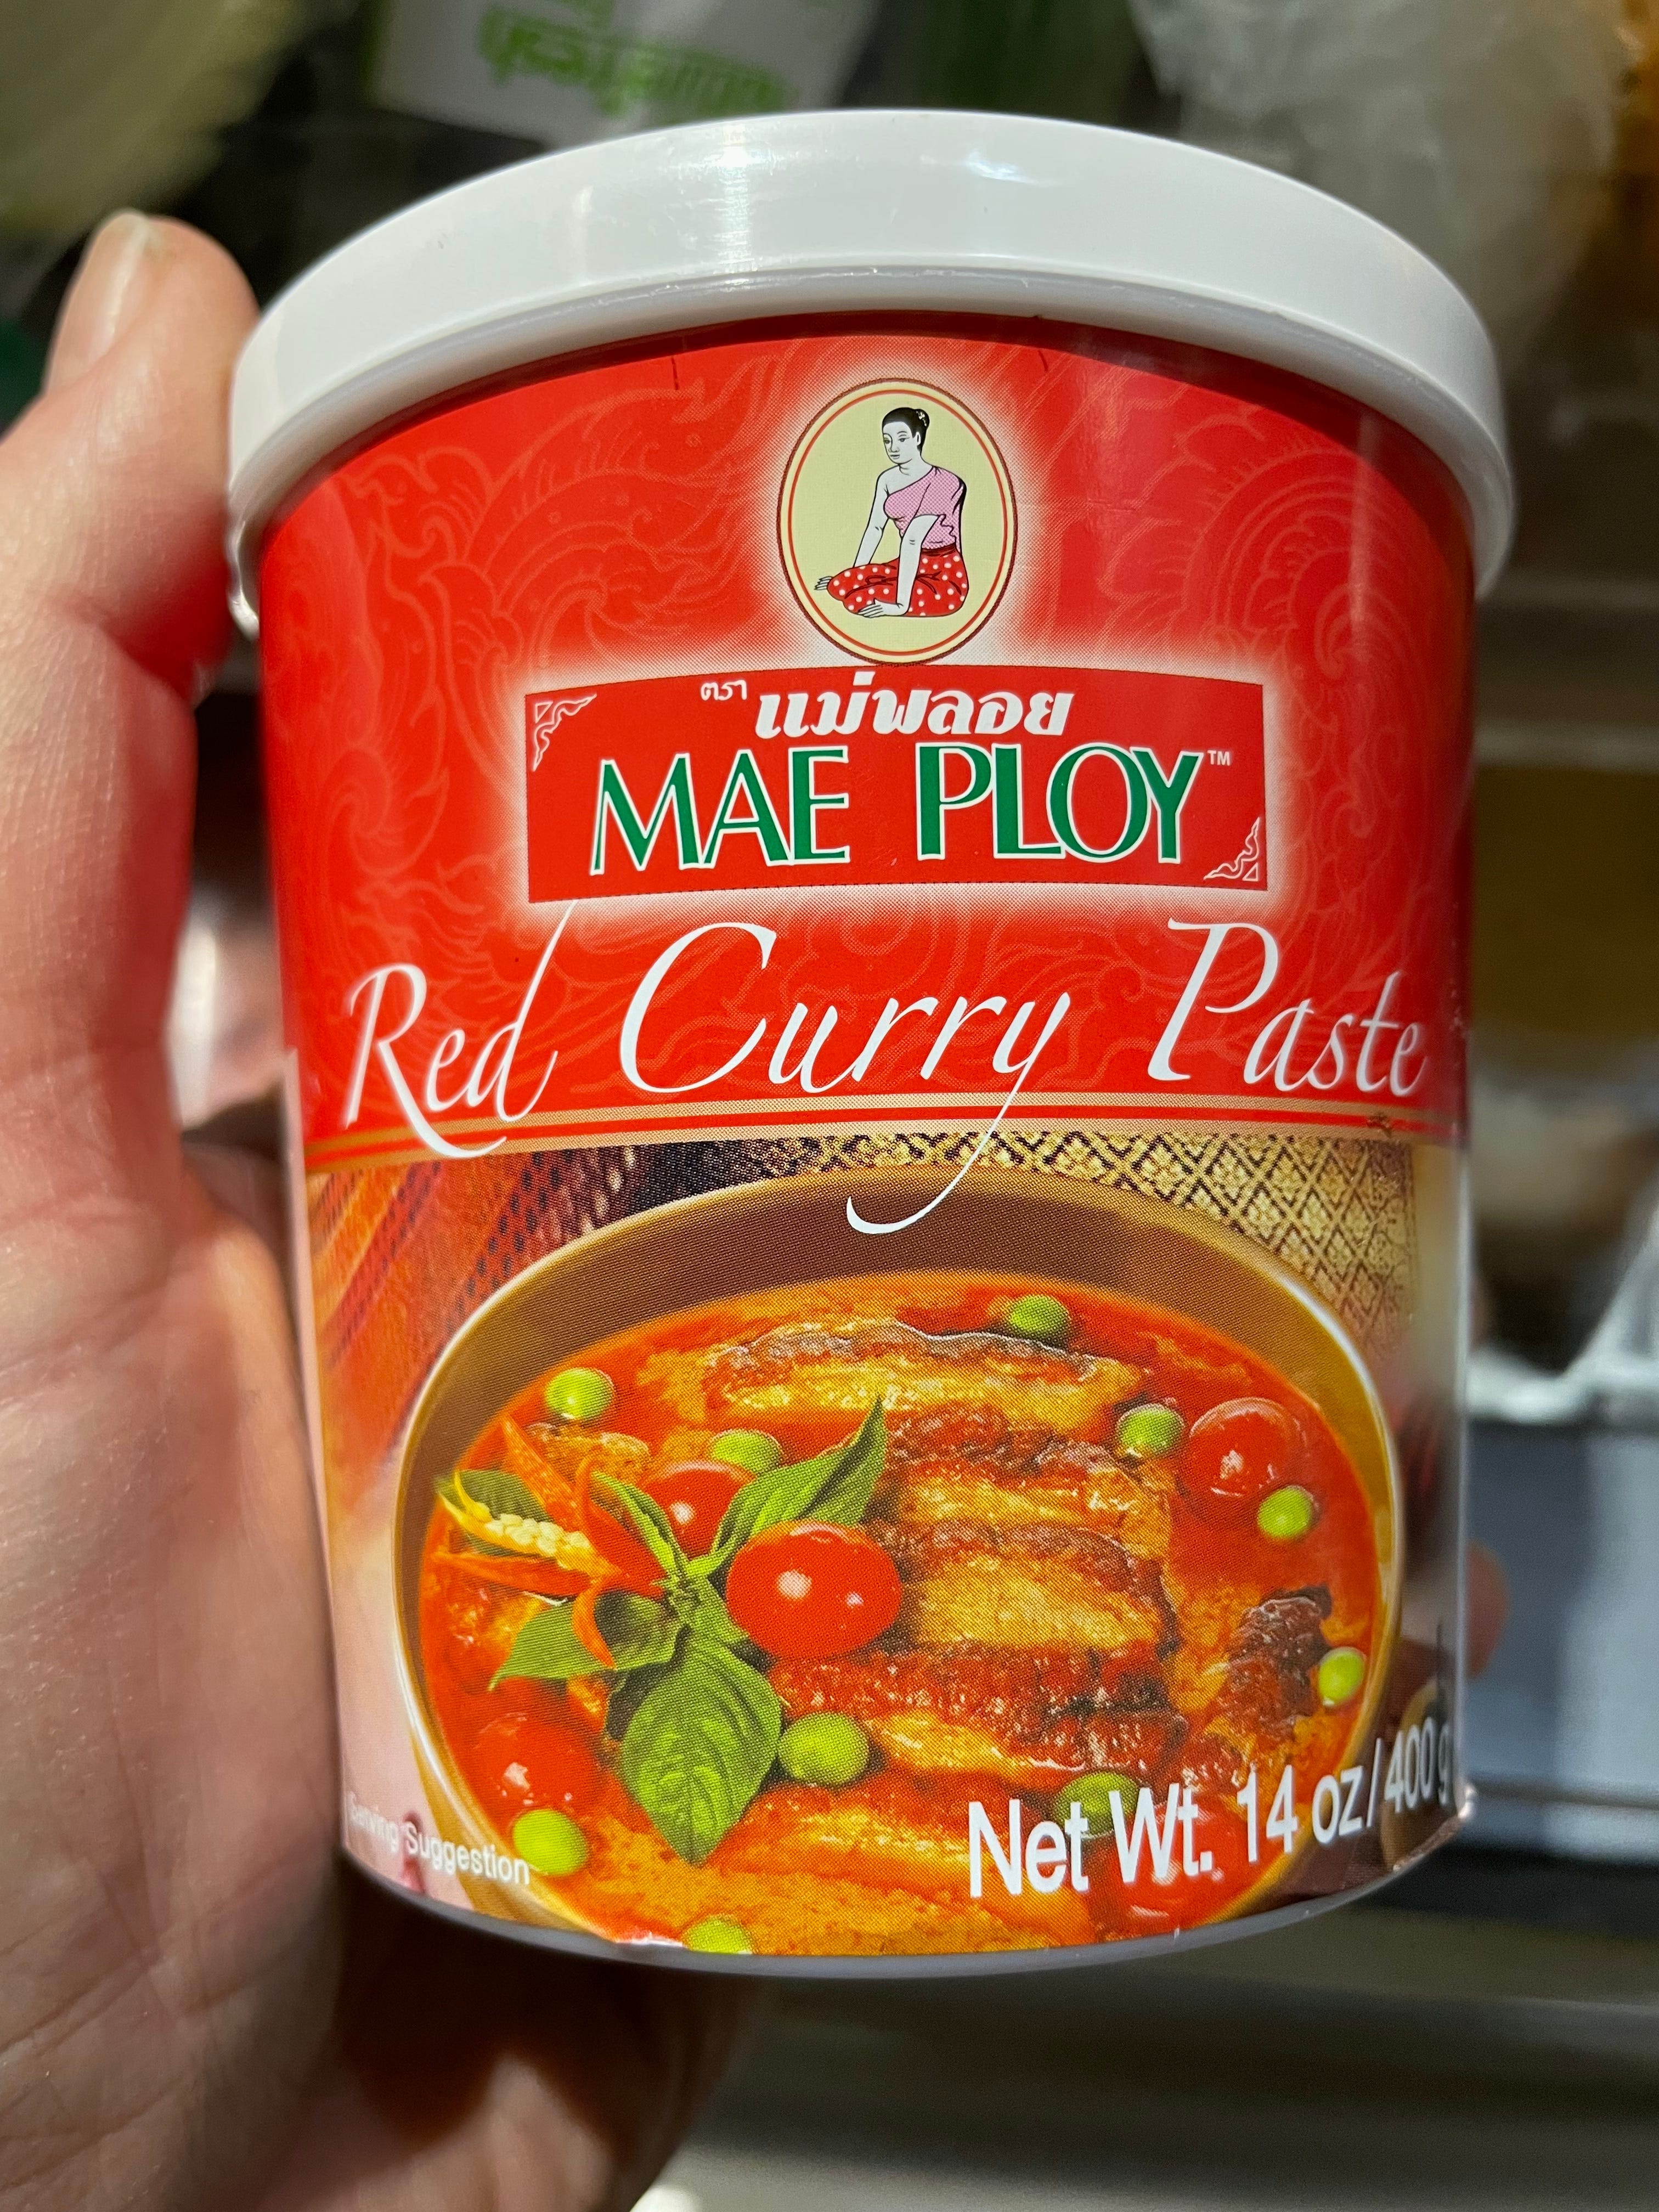 ตรา แม่พลอย
MAE PLOY™
Red Curry Paste
Serving Suggestion
Net Wt. 14 oz/400 g